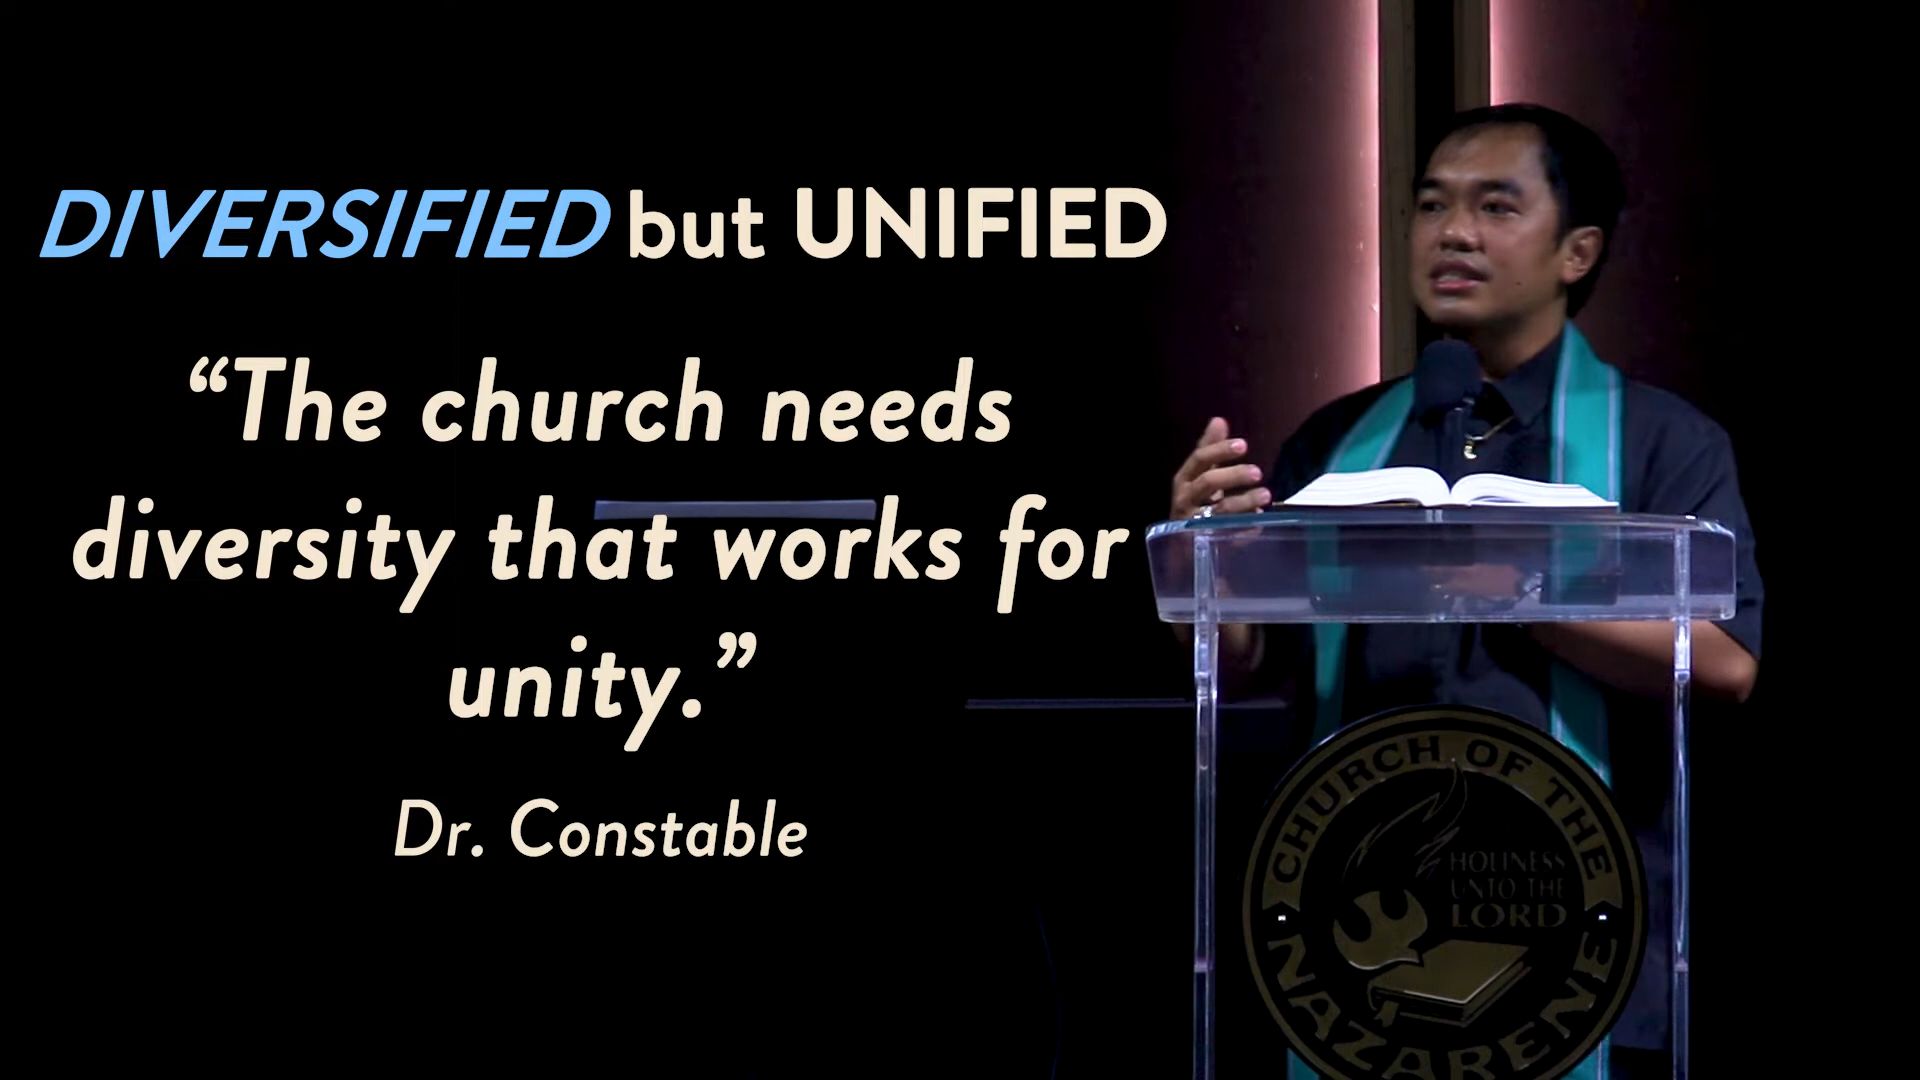 DIVERSIFIED but UNIFIED
“The church needs
diversity that works for
unity.”
Dr. Constable
CHURCH OF THE
HOLINESS
UNTO THE
LORD
NAZARENE